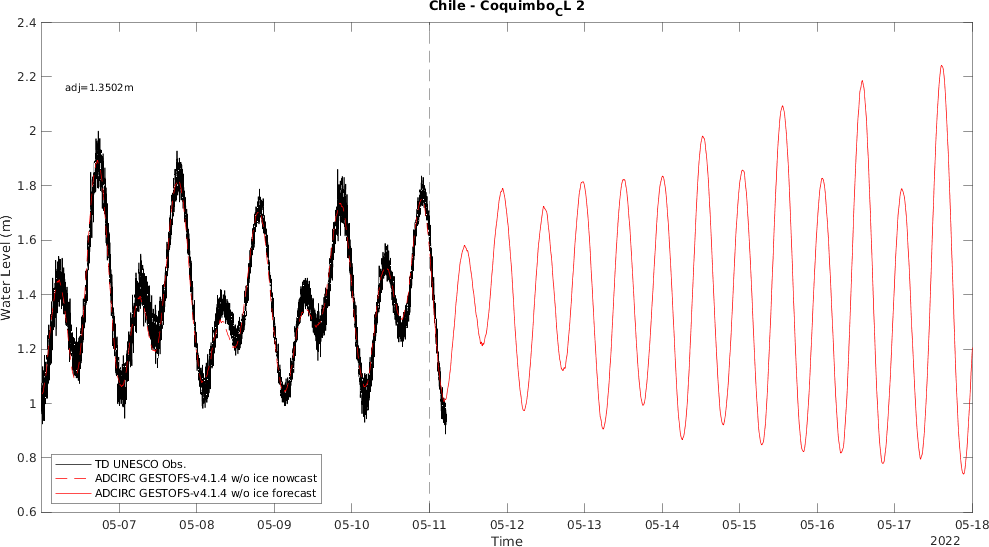 Chile - Coquimbo_CL 2
2.4
2.2
2
1.8
1.6
1.4
1.2
1
0.8
0.6
Water Level (m)
adj=1.3502m
TD UNESCO Obs.
ADCIRC GESTOFS-v4.1.4 w/o ice nowcast
ADCIRC GESTOFS-v4.1.4 w/o ice forecast
05-07 05-08 05-09 05-10 05-11 05-12 05-13 05-14 05-15 05-16 05-17 05-18
Time
2022